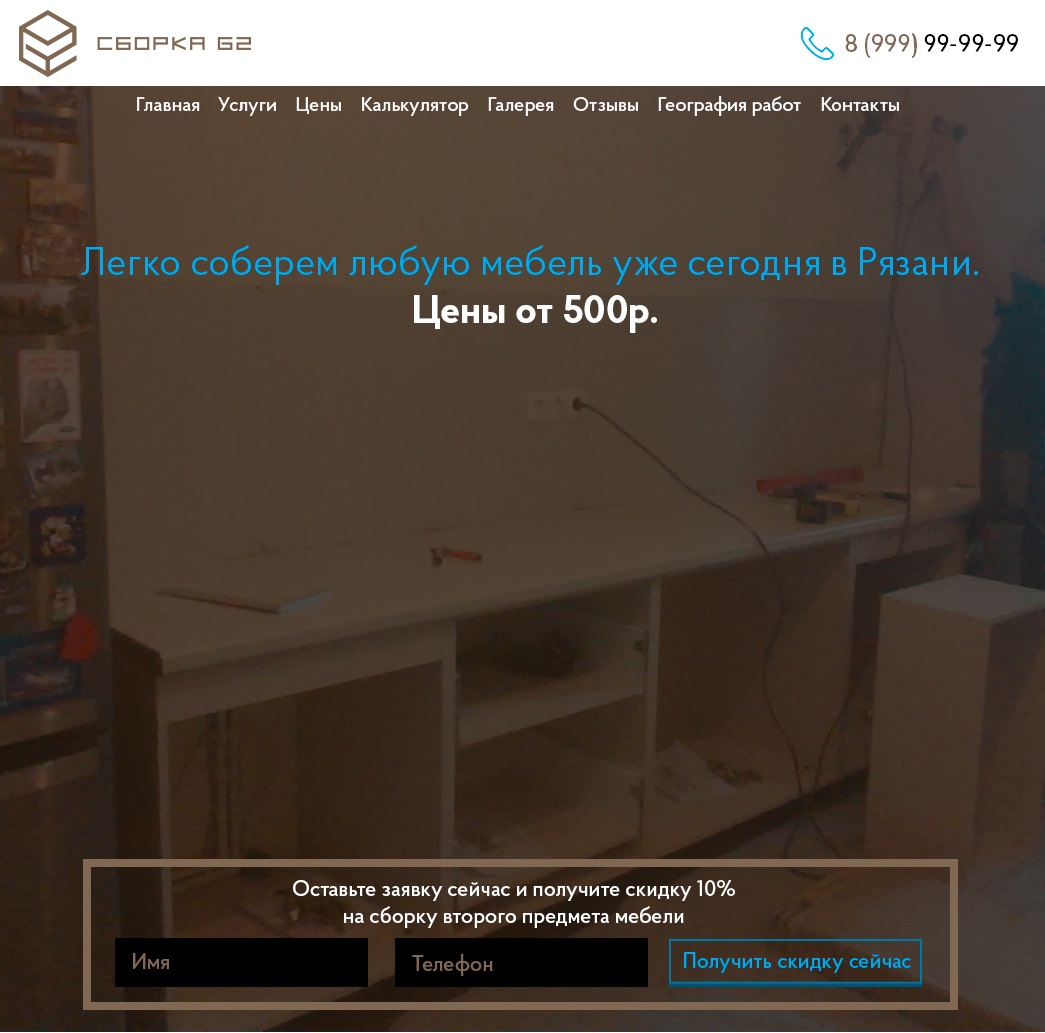 СБОРКА 62
8 (999) 99-99-99
Главная Услуги Цены Калькулятор Галерея Отзывы География работ Контакты
Легко соберем любую мебель уже сегодня в Рязани.
Цены от 500р.
Оставьте заявку сейчас и получите скидку 10%
на сборку второго предмета мебели
Имя Телефон Получить скидку сейчас